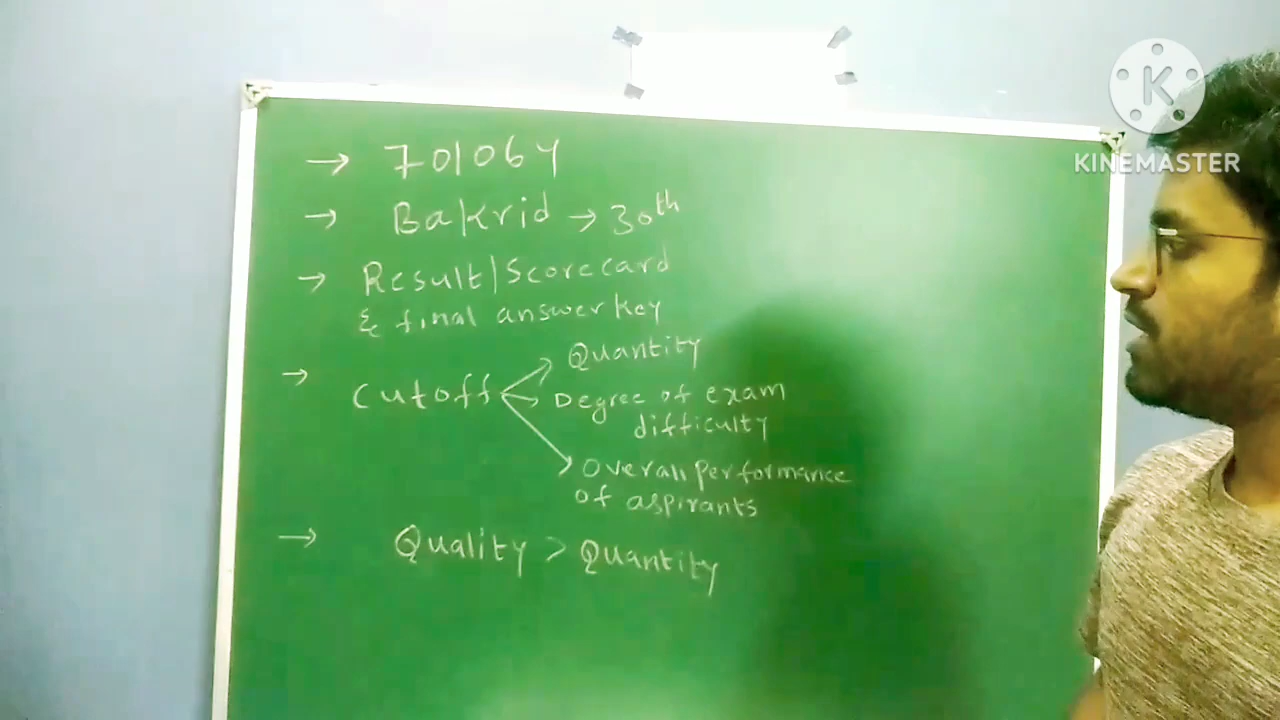 → 701064
→ Bakrid → 30th
→ Result/Scorecard
& final answer key
→ Cutoff
Quantity
Degree of exam
difficulty
Overall performance
of aspirants
→ Quality > Quantity
K
KINEMASTER